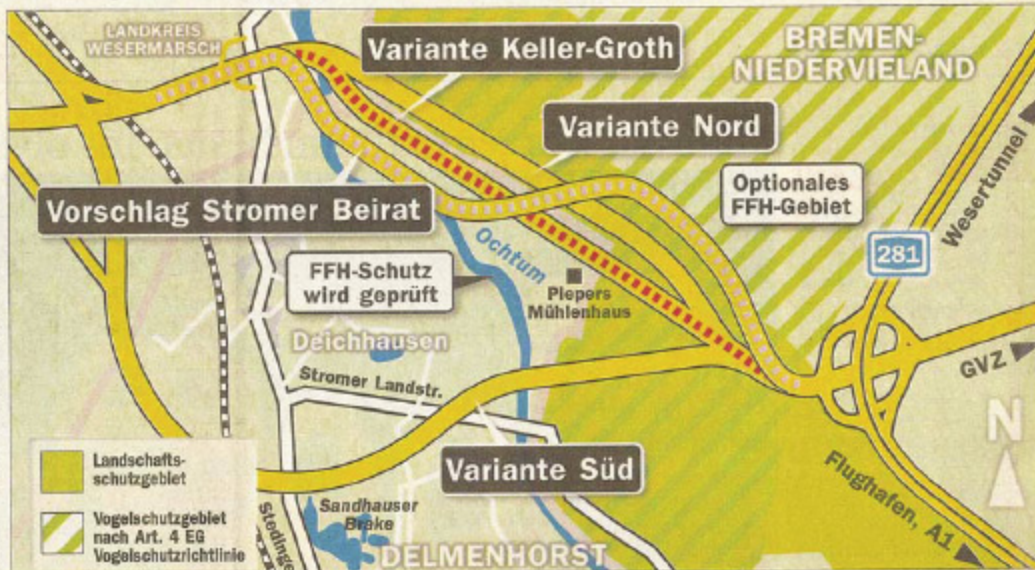 LANDKREIS
WESERMARSCH
Variante Keller-Groth
BREMEN-
NIEDERVIELAND
Variante Nord
Vorschlag Stromer Beirat
Optionales
FFH-Gebiet
Wesertunnel
281
Ochtum
FFH-Schutz
wird geprüft
Piepers
Mühlenhaus
Deichhausen
GVZ
Stromer Landstr.
N
Variante Süd
Flughafen, A1
Landschafts-
schutzgebiet
Vogelschutzgebiet
nach Art. 4 EG
Vogelschutzrichtlinie
Stedinge
Sandhauser
Brake
DELMENHORST